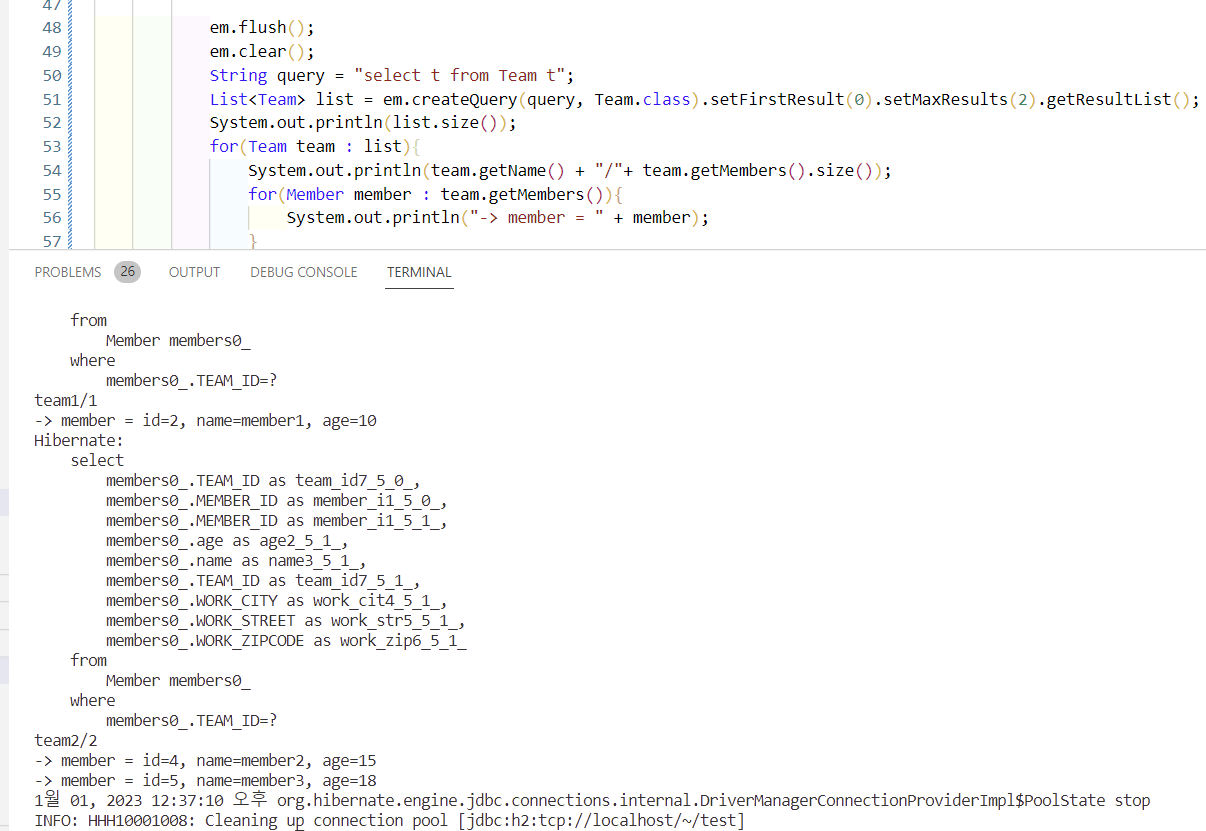 47
48 em.flush();
49 em.clear();
50 String query = "select t from Team t";
51 List<Team> list = em.createQuery(query, Team.class).setFirstResult(0).setMaxResults(2).getResultList();
52 System.out.println(list.size());
53 for(Team team : list){
54 System.out.println(team.getName() + "/"+ team.getMembers().size());
55 for(Member member : team.getMembers()){
56 System.out.println("-> member = " + member);
57 }
PROBLEMS 26 OUTPUT DEBUG CONSOLE TERMINAL
from
Member members0_
where
members0_.TEAM_ID=?
team1/1
-> member = id=2, name=member1, age=10
Hibernate:
select
members0_.TEAM_ID as team_id7_5_0_,
members0_.MEMBER_ID as member_i1_5_0_,
members0_.MEMBER_ID as member_i1_5_1_,
members0_.age as age2_5_1_,
members0_.name as name3_5_1_,
members0_.TEAM_ID as team_id7_5_1_,
members0_.WORK_CITY as work_cit4_5_1_,
members0_.WORK_STREET as work_str5_5_1_,
members0_.WORK_ZIPCODE as work_zip6_5_1_
from
Member members0_
where
members0_.TEAM_ID=?
team2/2
-> member = id=4, name=member2, age=15
-> member = id=5, name=member3, age=18
1월 01, 2023 12:37:10 오후 org.hibernate.engine.jdbc.connections.internal.DriverManagerConnectionProviderImpl$PoolState stop
INFO: HHH10001008: Cleaning up connection pool [jdbc:h2:tcp://localhost/~/test]